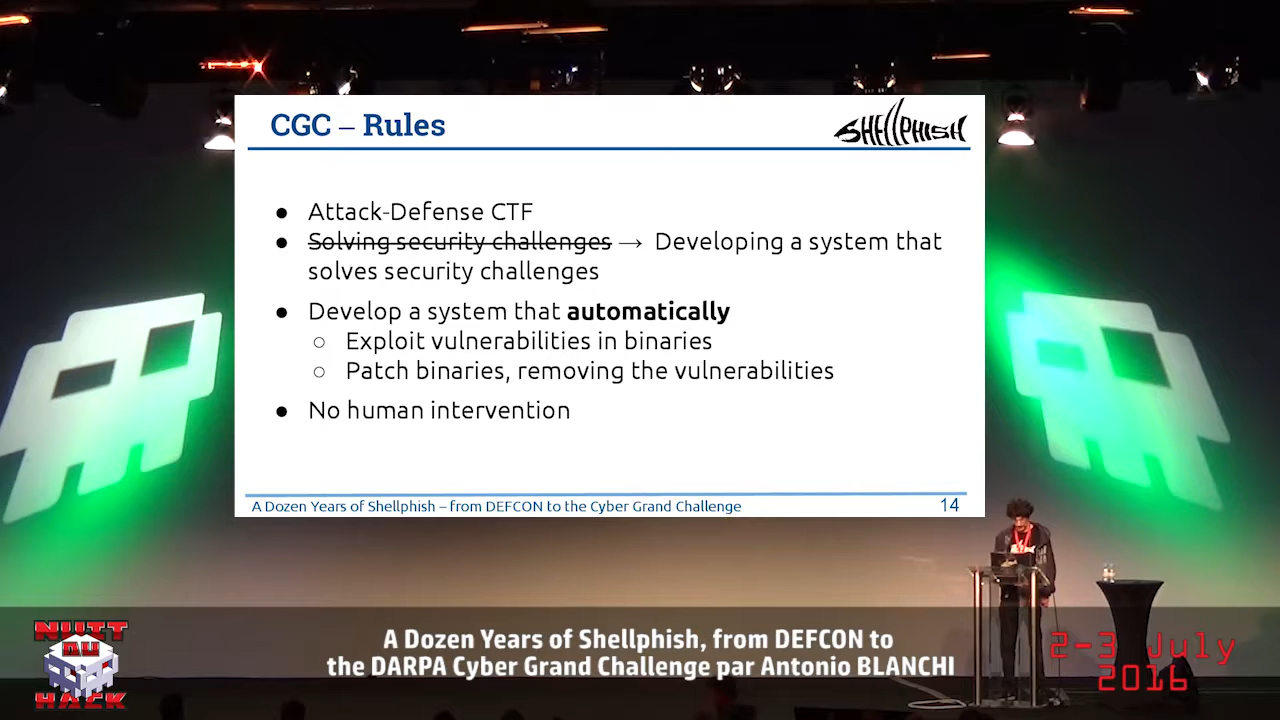 CGC – Rules
SHELLPHISH
● Attack-Defense CTF
● Solving security challenges → Developing a system that
solves security challenges
● Develop a system that automatically
○ Exploit vulnerabilities in binaries
○ Patch binaries, removing the vulnerabilities
● No human intervention
A Dozen Years of Shellphish – from DEFCON to the Cyber Grand Challenge
14
NUIT
DU
HACK
A Dozen Years of Shellphish, from DEFCON to
the DARPA Cyber Grand Challenge par Antonio BLANCHI
2-3 July
2016